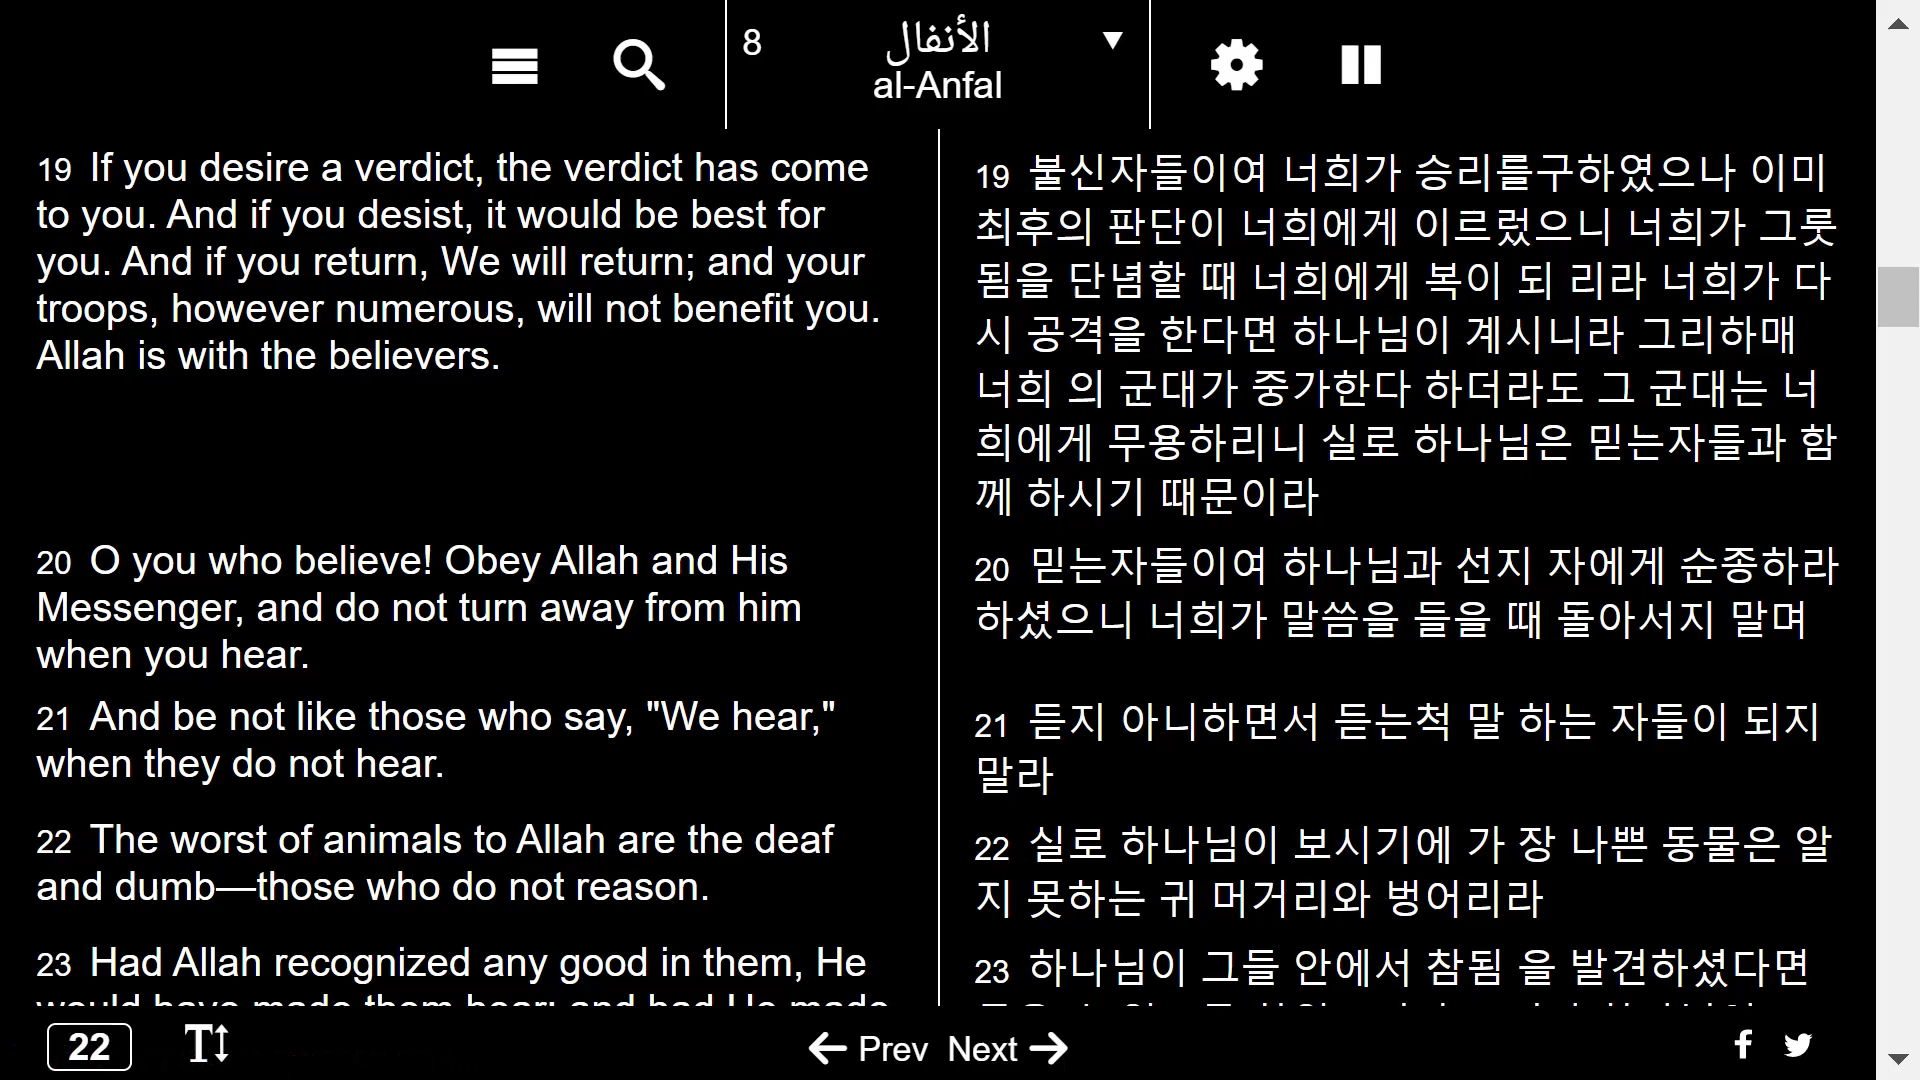 8
الأنفال
al-Anfal
19 If you desire a verdict, the verdict has come
to you. And if you desist, it would be best for
you. And if you return, We will return; and your
troops, however numerous, will not benefit you.
Allah is with the believers.
20 O you who believe! Obey Allah and His
Messenger, and do not turn away from him
when you hear.
21 And be not like those who say, "We hear,"
when they do not hear.
22 The worst of animals to Allah are the deaf
and dumb—those who do not reason.
23 Had Allah recognized any good in them, He
would have made them hear; and had He made
19 불신자들이여 너희가 승리를구하였으나 이미
최후의 판단이 너희에게 이르렀으니 너희가 그릇
됨을 단념할 때 너희에게 복이 되 리라 너희가 다
시 공격을 한다면 하나님이 계시니라 그리하매
너희 의 군대가 중가한다 하더라도 그 군대는 너
희에게 무용하리니 실로 하나님은 믿는자들과 함
께 하시기 때문이라
20 믿는자들이여 하나님과 선지 자에게 순종하라
하셨으니 너희가 말씀을 들을 때 돌아서지 말며
21 듣지 아니하면서 듣는척 말 하는 자들이 되지
말라
22 실로 하나님이 보시기에 가 장 나쁜 동물은 알
지 못하는 귀 머거리와 벙어리라
23 하나님이 그들 안에서 참됨 을 발견하셨다면
22
T
Prev Next